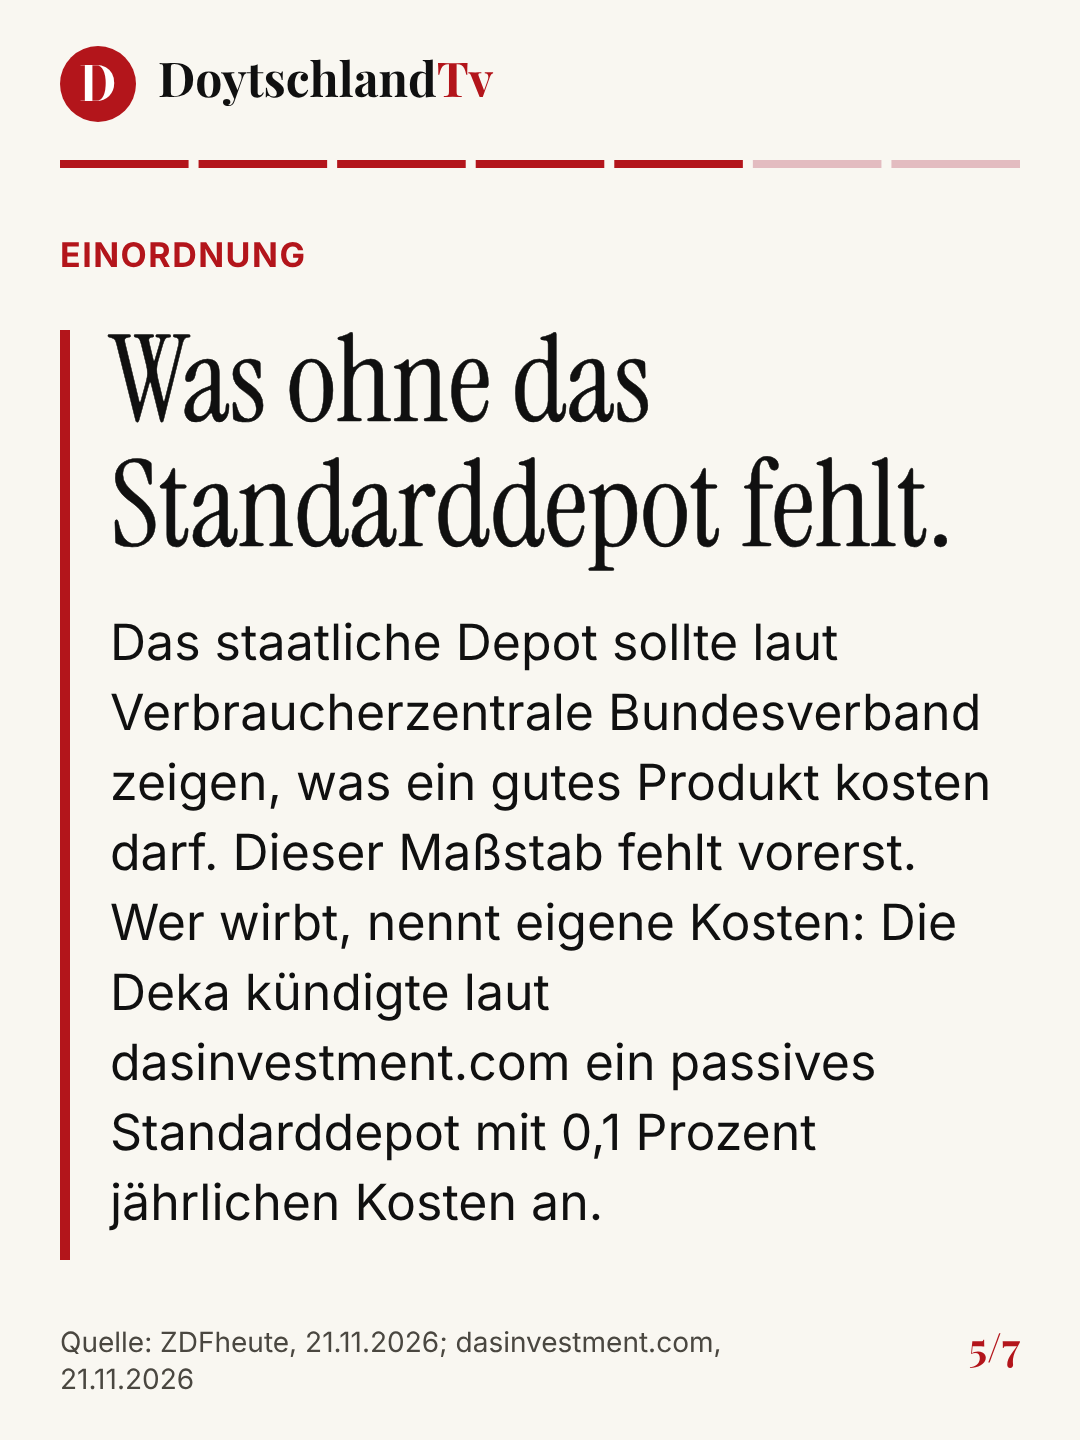 D DoytschlandTv
EINORDNUNG
Was ohne das
Standarddepot fehlt.
Das staatliche Depot sollte laut
Verbraucherzentrale Bundesverband
zeigen, was ein gutes Produkt kosten
darf. Dieser Maßstab fehlt vorerst.
Wer wirbt, nennt eigene Kosten: Die
Deka kündigte laut
dasinvestment.com ein passives
Standarddepot mit 0,1 Prozent
jährlichen Kosten an.
Quelle: ZDFheute, 21.11.2026; dasinvestment.com,
21.11.2026
5/7